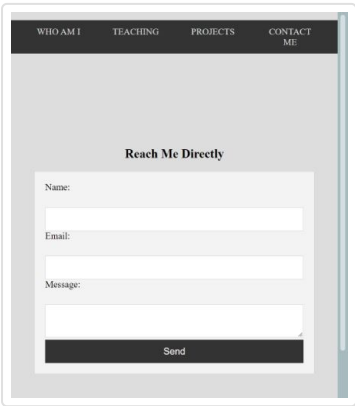 WHO AM I TEACHING PROJECTS CONTACT ME
Reach Me Directly
Name:
Email:
Message:
Send